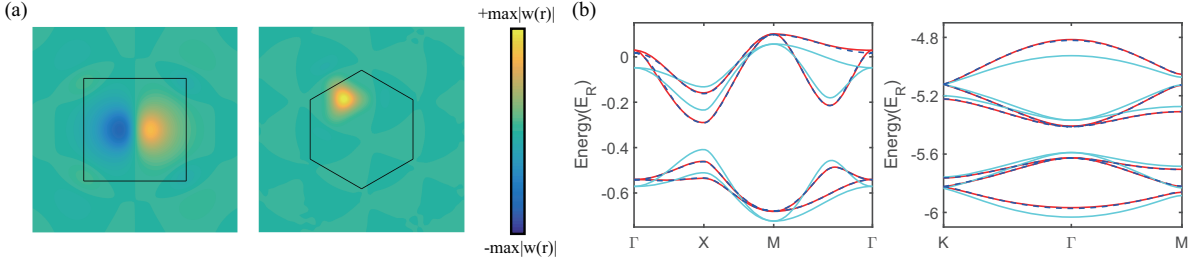 (a)
+max|w(r)|
-max|w(r)|
(b)
Energy(E_R)
0
-0.2
-0.4
-0.6
Γ X M Γ
Energy(E_R)
-4.8
-5.2
-5.6
-6
K Γ M